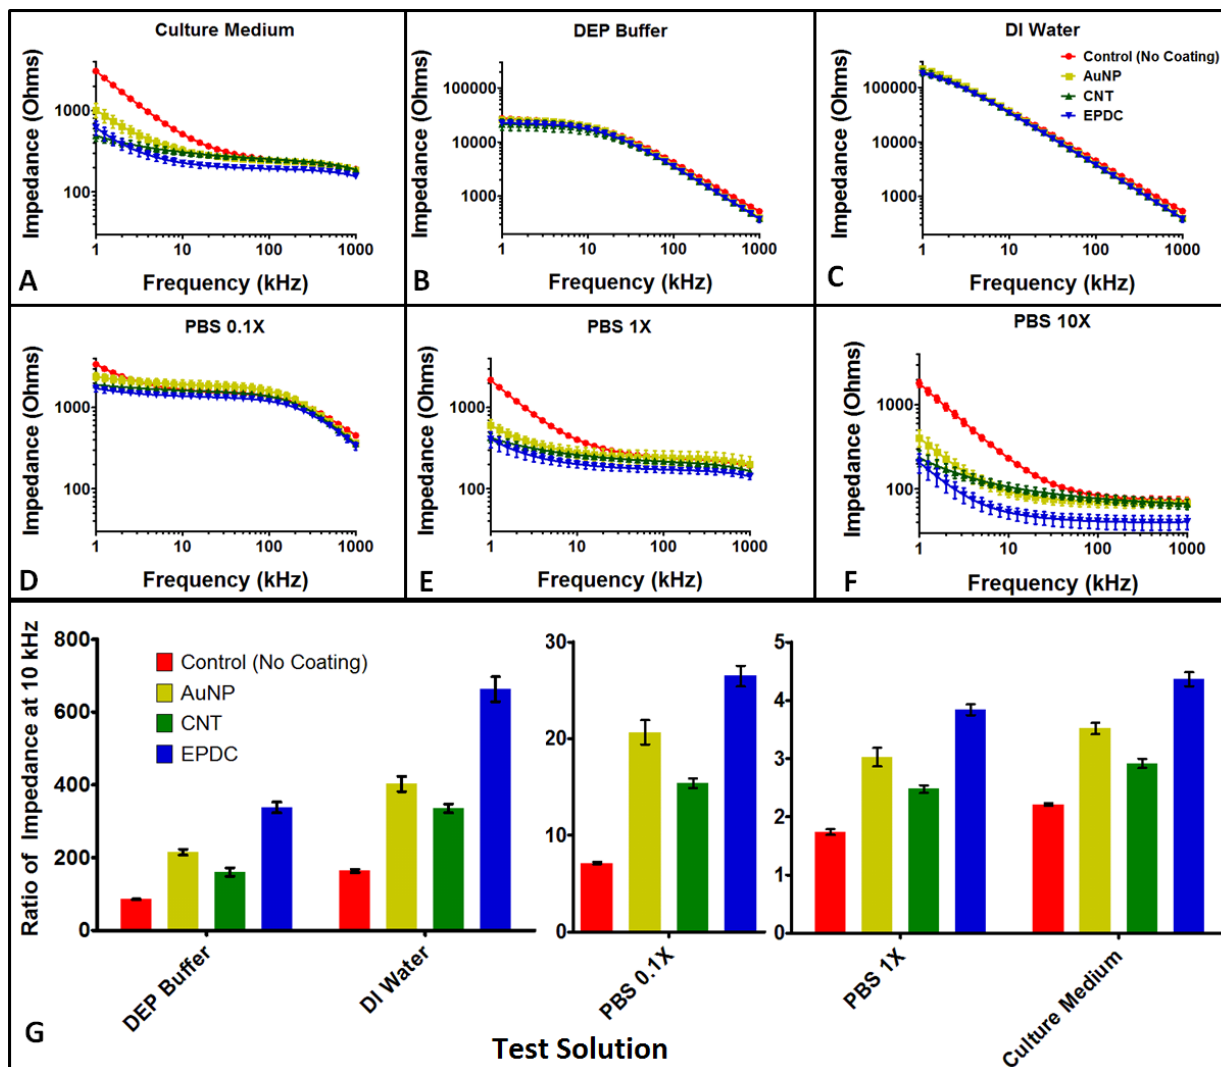 Culture Medium
Impedance (Ohms)
1000
100
1 10 100 1000
Frequency (kHz)
A
DEP Buffer
Impedance (Ohms)
100000
10000
1000
1 10 100 1000
Frequency (kHz)
B
DI Water
Control (No Coating)
AuNP
CNT
EPDC
Impedance (Ohms)
100000
10000
1000
1 10 100 1000
Frequency (kHz)
C
PBS 0.1X
Impedance (Ohms)
1000
100
1 10 100 1000
Frequency (kHz)
D
PBS 1X
Impedance (Ohms)
1000
100
1 10 100 1000
Frequency (kHz)
E
PBS 10X
Impedance (Ohms)
1000
100
1 10 100 1000
Frequency (kHz)
F
Ratio of Impedance at 10 kHz
800
600
400
200
0
Control (No Coating)
AuNP
CNT
EPDC
DEP Buffer
DI Water
30
20
10
0
PBS 0.1X
5
4
3
2
1
0
PBS 1X
Culture Medium
G
Test Solution